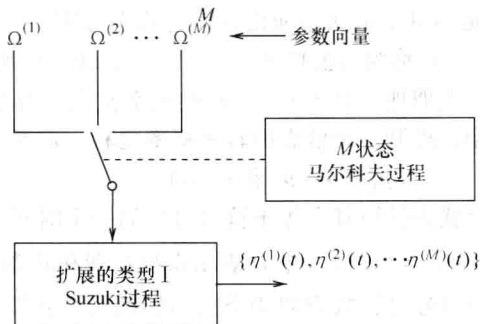 M
Ω⁽¹⁾ Ω⁽²⁾ ··· Ω⁽ᴹ⁾ 参数向量
M状态
马尔科夫过程
扩展的类型Ⅰ
Suzuki过程
{η⁽¹⁾(t),η⁽²⁾(t),···η⁽ᴹ⁾(t)}